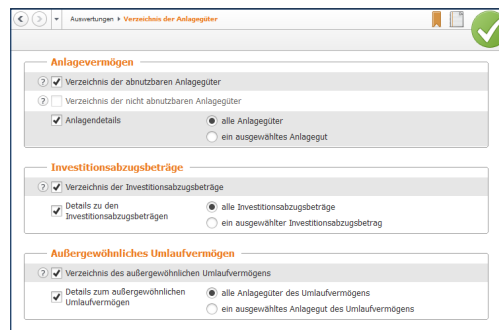 Auswertungen ▸ Verzeichnis der Anlagegüter
Anlagevermögen
? Verzeichnis der abnutzbaren Anlagegüter
? Verzeichnis der nicht abnutzbaren Anlagegüter
Anlagendetails alle Anlagegüter
ein ausgewähltes Anlagegut
Investitionsabzugsbeträge
? Verzeichnis der Investitionsabzugsbeträge
Details zu den alle Investitionsabzugsbeträge
Investitionsabzugsbeträgen
ein ausgewählter Investitionsabzugsbetrag
Außergewöhnliches Umlaufvermögen
? Verzeichnis des außergewöhnlichen Umlaufvermögens
Details zum außergewöhnlichen alle Anlagegüter des Umlaufvermögens
Umlaufvermögen
ein ausgewähltes Anlagegut des Umlaufvermögens